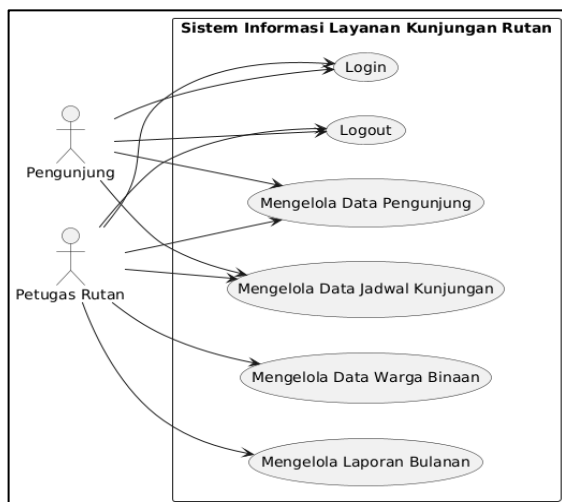 Sistem Informasi Layanan Kunjungan Rutan
Login
Logout
Pengunjung
Mengelola Data Pengunjung
Petugas Rutan
Mengelola Data Jadwal Kunjungan
Mengelola Data Warga Binaan
Mengelola Laporan Bulanan